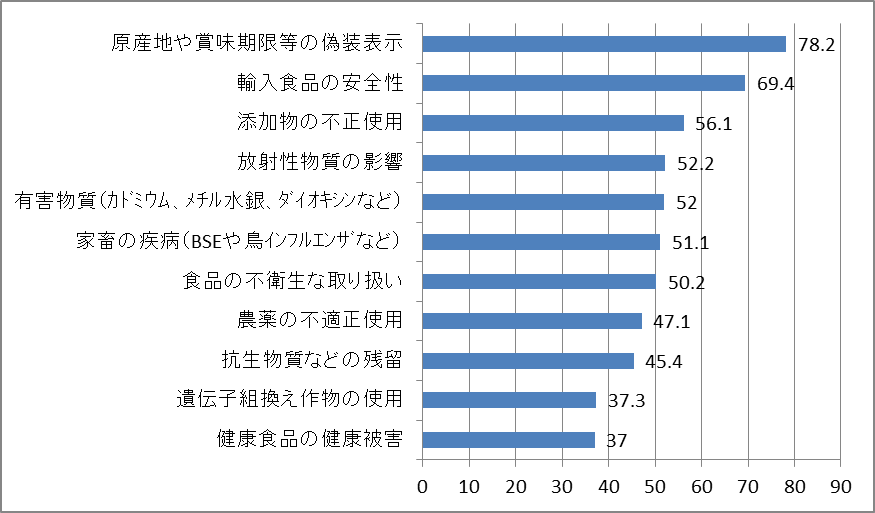 原産地や賞味期限等の偽装表示 78.2
輸入食品の安全性 69.4
添加物の不正使用 56.1
放射性物質の影響 52.2
有害物質(ｶﾄﾞﾐｳﾑ、ﾒﾁﾙ水銀、ﾀﾞｲｵｷｼﾝなど) 52
家畜の疾病(BSEや鳥ｲﾝﾌﾙｴﾝｻﾞなど) 51.1
食品の不衛生な取り扱い 50.2
農薬の不適正使用 47.1
抗生物質などの残留 45.4
遺伝子組換え作物の使用 37.3
健康食品の健康被害 37
0 10 20 30 40 50 60 70 80 90